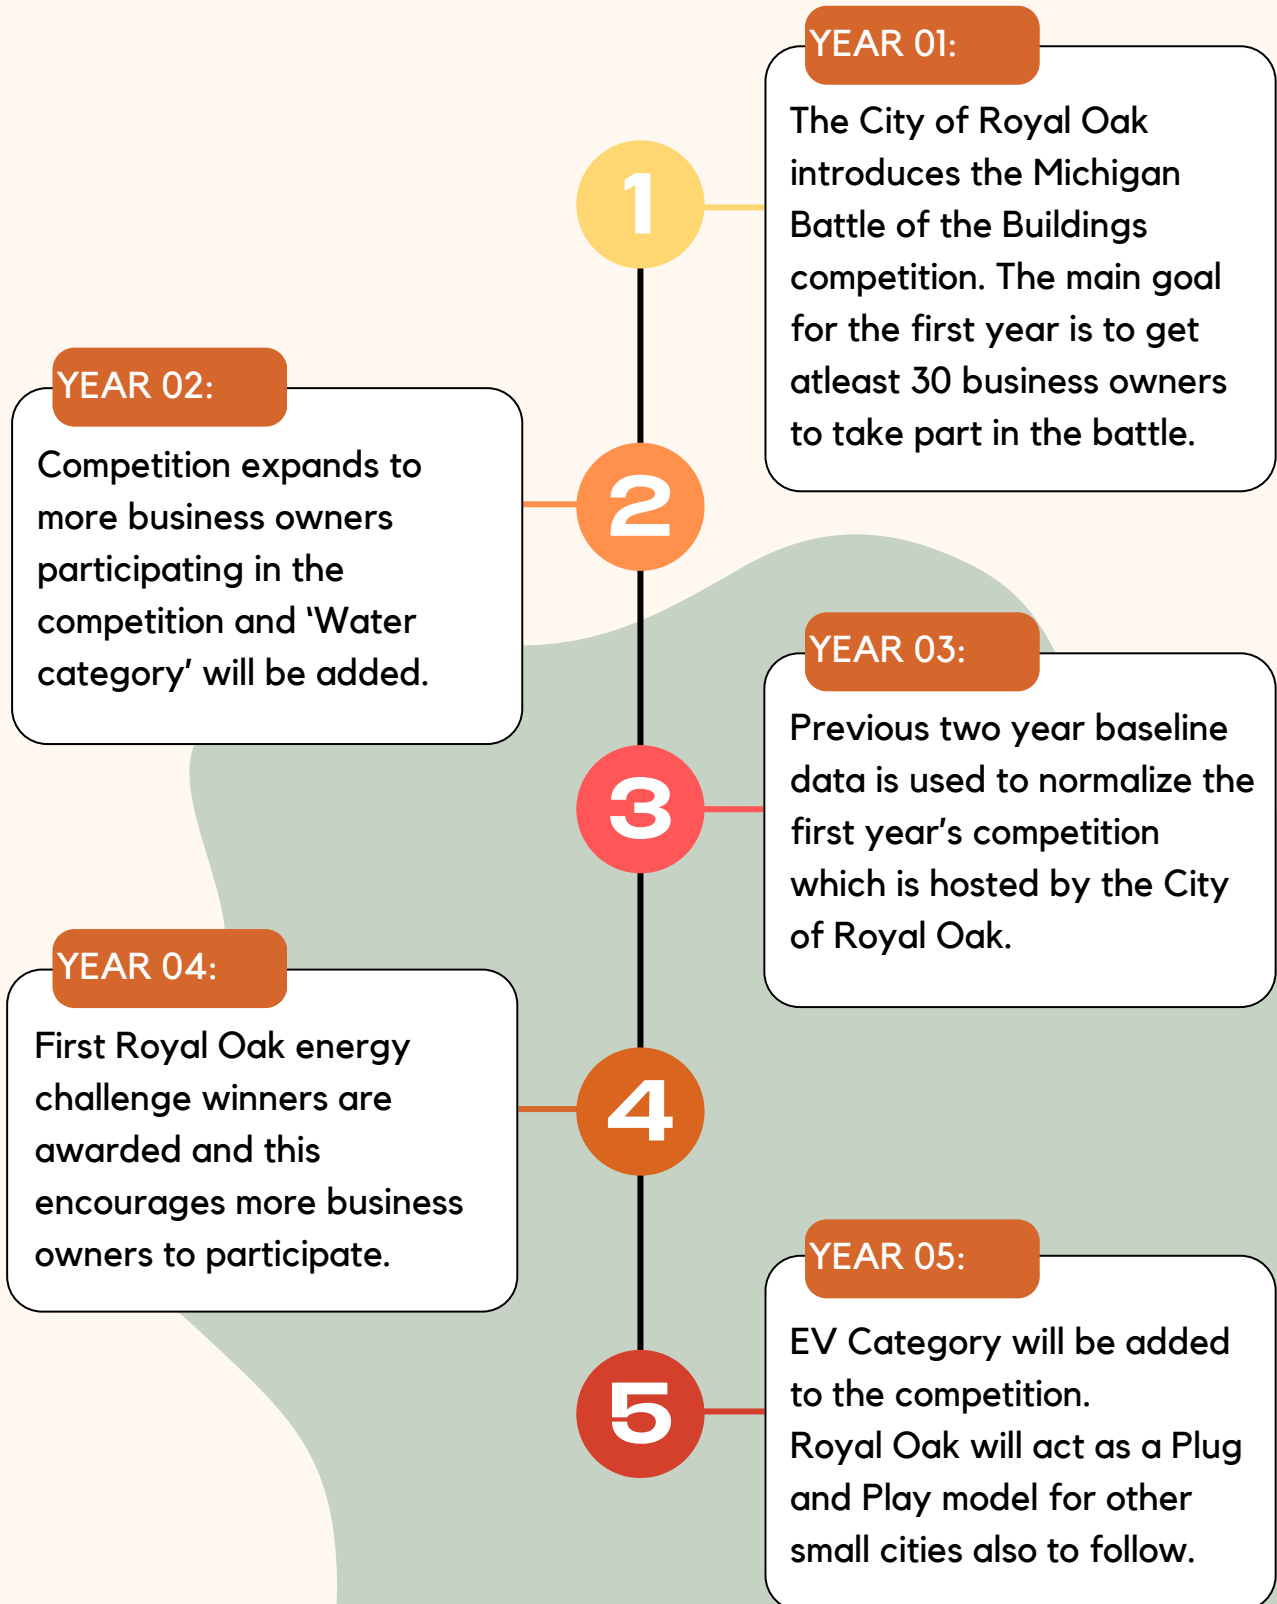 YEAR 01:
The City of Royal Oak
introduces the Michigan
Battle of the Buildings
competition. The main goal
for the first year is to get
atleast 30 business owners
to take part in the battle.
1
YEAR 02:
Competition expands to
more business owners
participating in the
competition and ‘Water
category’ will be added.
2
YEAR 03:
Previous two year baseline
data is used to normalize the
first year’s competition
which is hosted by the City
of Royal Oak.
3
YEAR 04:
First Royal Oak energy
challenge winners are
awarded and this
encourages more business
owners to participate.
4
YEAR 05:
EV Category will be added
to the competition.
Royal Oak will act as a Plug
and Play model for other
small cities also to follow.
5